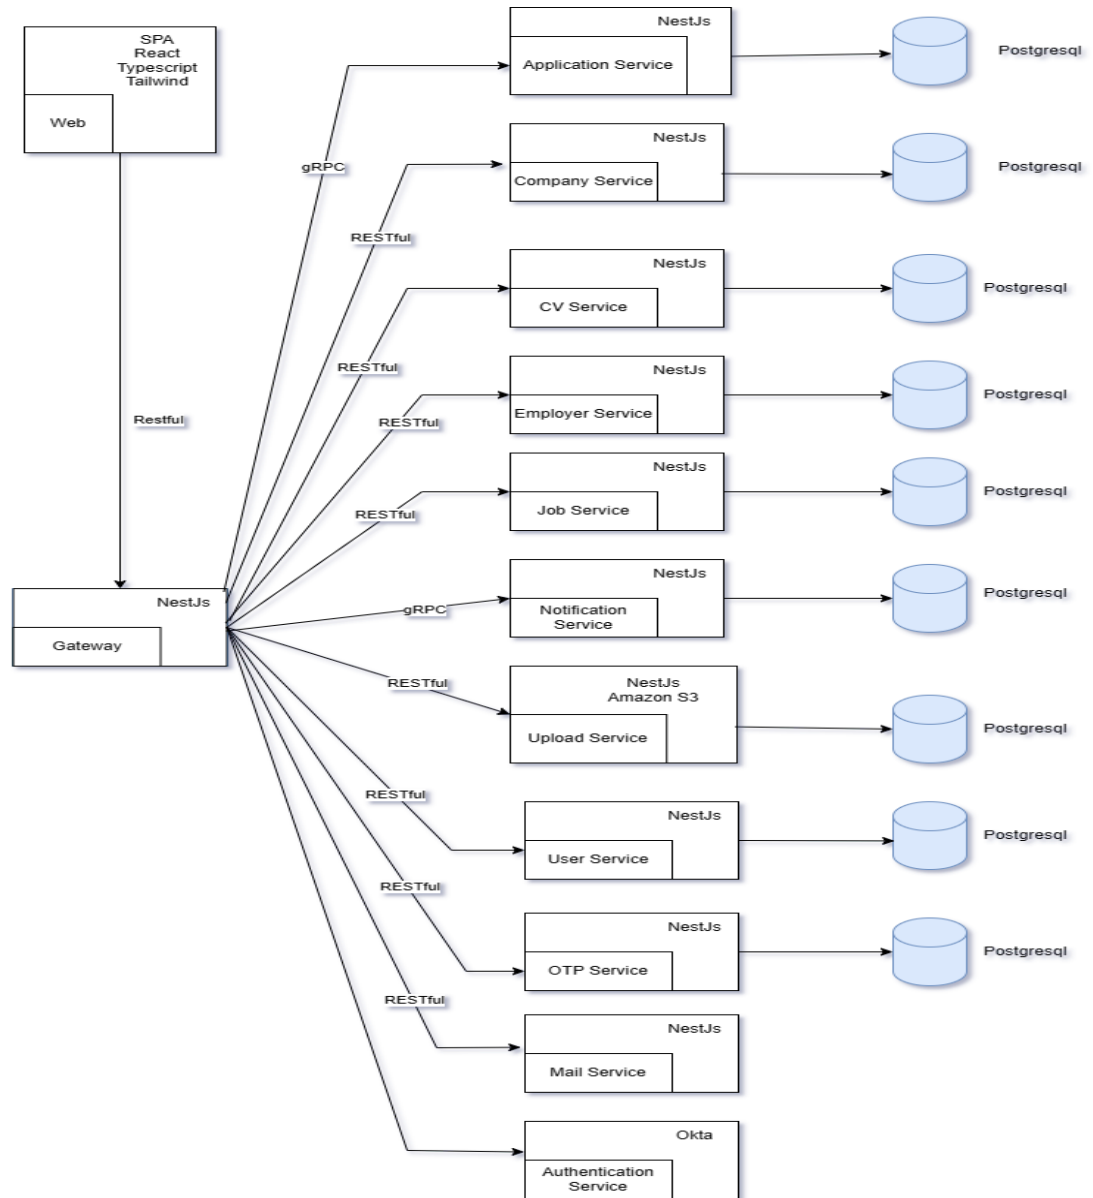 SPA
React
Typescript
Tailwind
Web
Restful
NestJs
Gateway
gRPC
RESTful
RESTful
RESTful
RESTful
gRPC
RESTful
RESTful
RESTful
RESTful
NestJs
Application Service
Postgresql
NestJs
Company Service
Postgresql
NestJs
CV Service
Postgresql
NestJs
Employer Service
Postgresql
NestJs
Job Service
Postgresql
NestJs
Notification
Service
Postgresql
NestJs
Amazon S3
Upload Service
Postgresql
NestJs
User Service
Postgresql
NestJs
OTP Service
Postgresql
NestJs
Mail Service
Okta
Authentication
Service